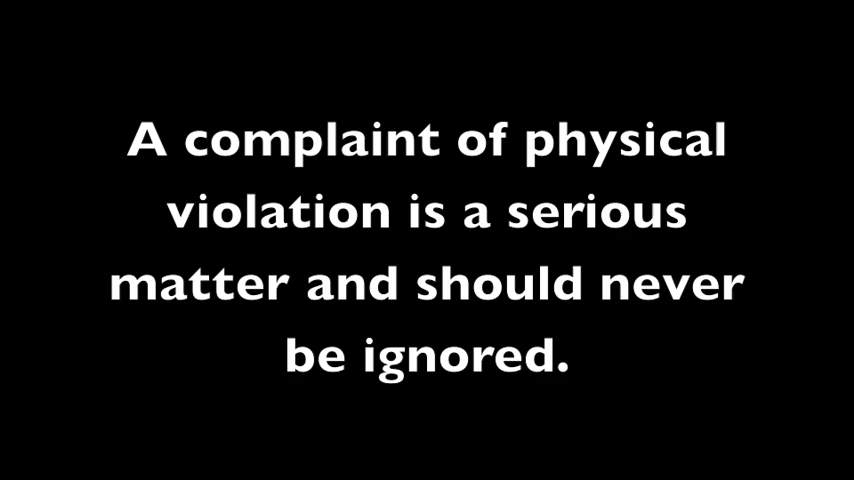 A complaint of physical
violation is a serious
matter and should never
be ignored.